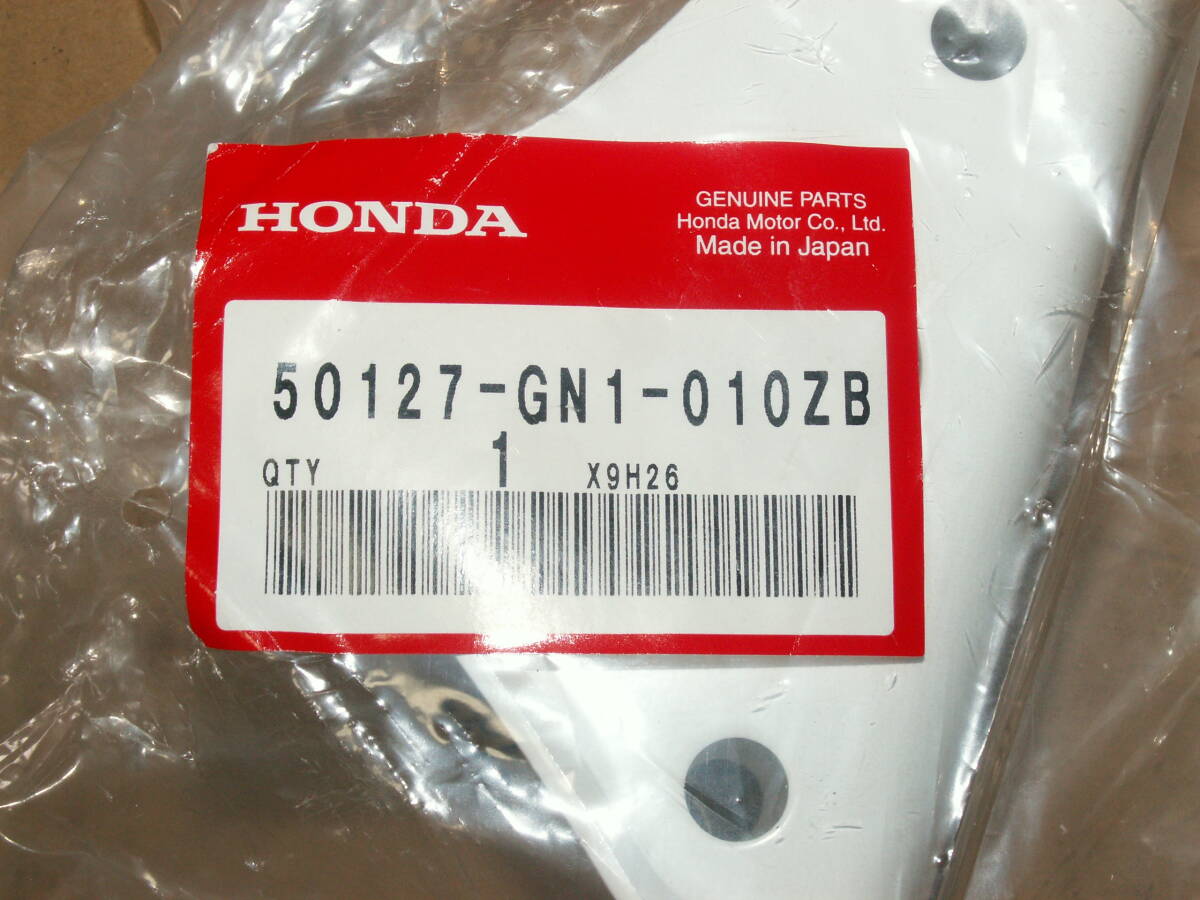 HONDA
GENUINE PARTS
Honda Motor Co., Ltd.
Made in Japan
50127-GN1-010ZB
QTY 1 X9H26